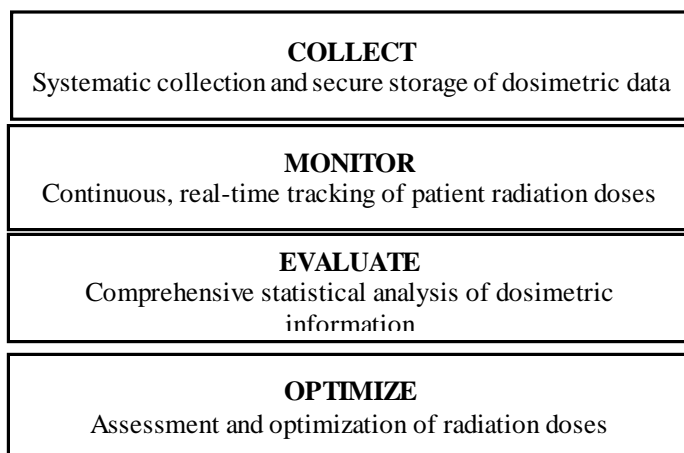 COLLECT
Systematic collection and secure storage of dosimetric data
MONITOR
Continuous, real-time tracking of patient radiation doses
EVALUATE
Comprehensive statistical analysis of dosimetric
information
OPTIMIZE
Assessment and optimization of radiation doses